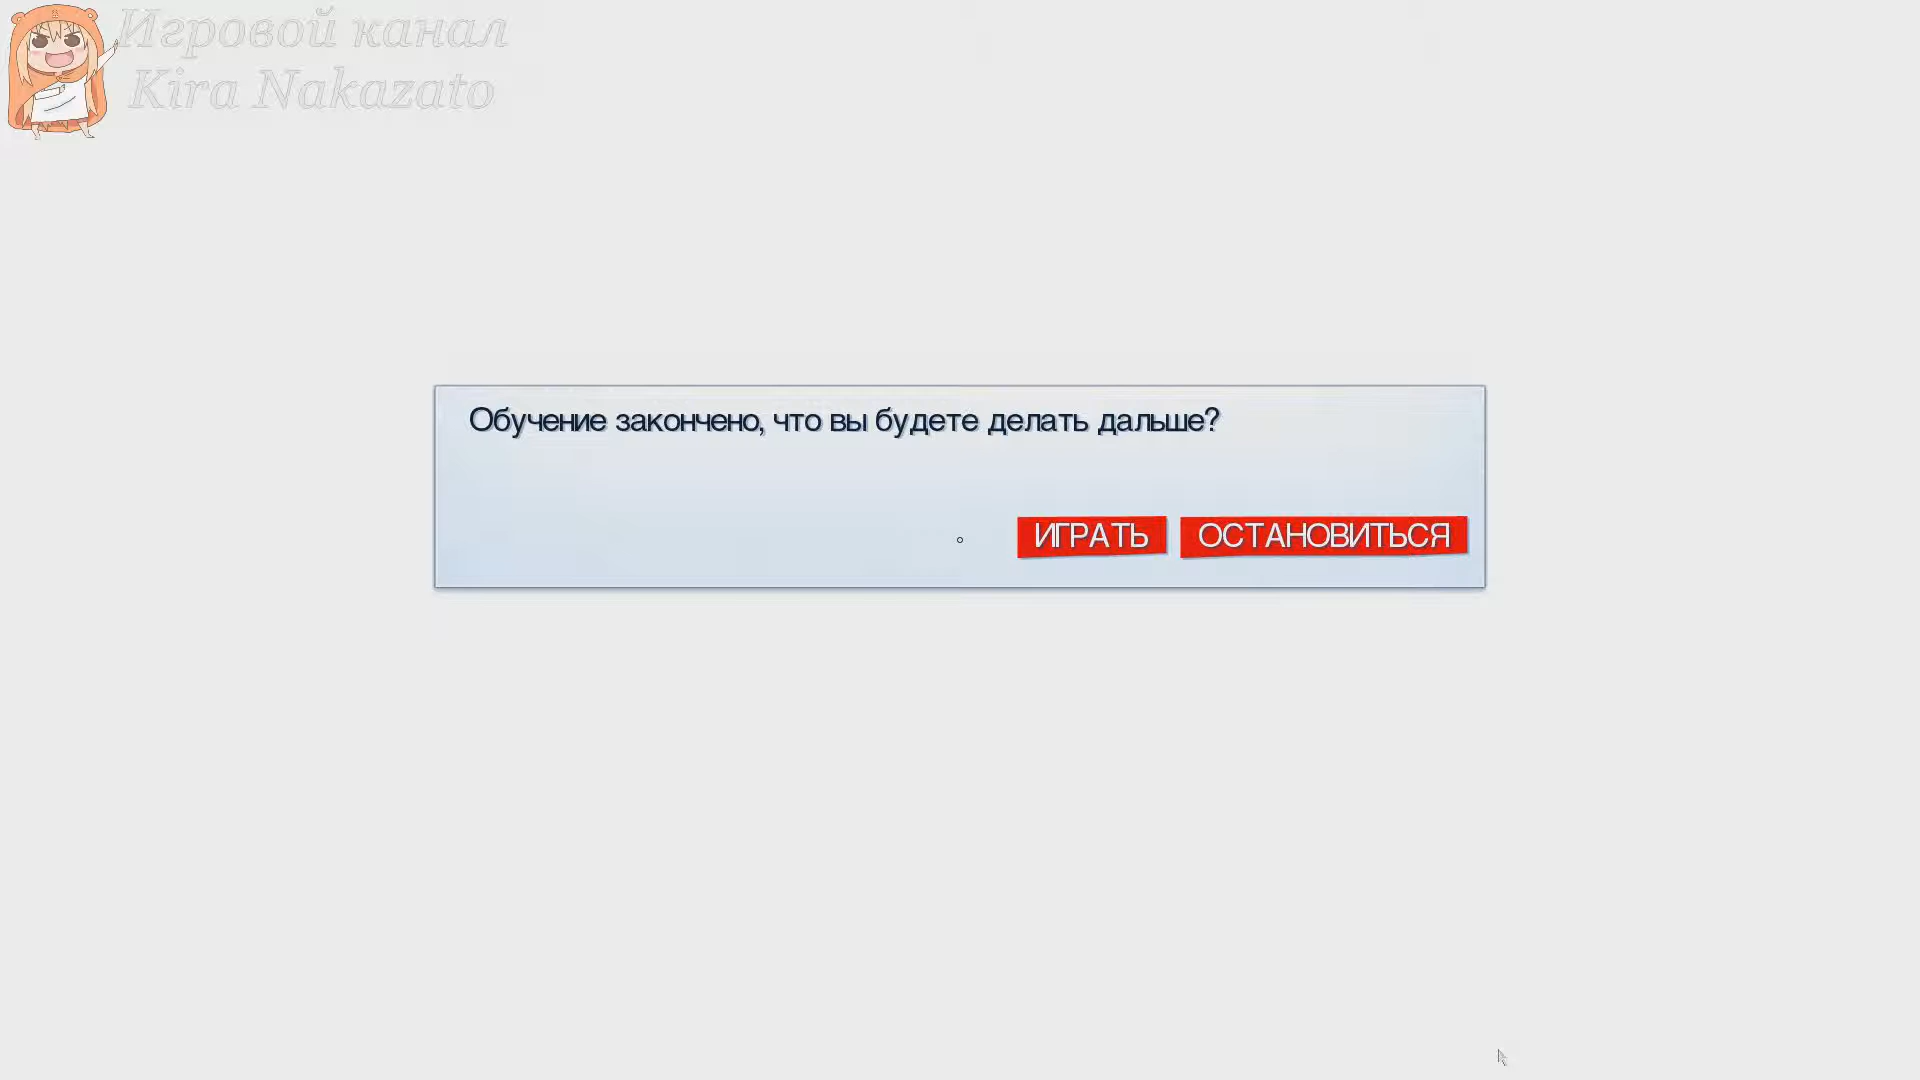 Игровой канал
Kira Nakazato
Обучение закончено, что вы будете делать дальше?
ИГРАТЬ ОСТАНОВИТЬСЯ